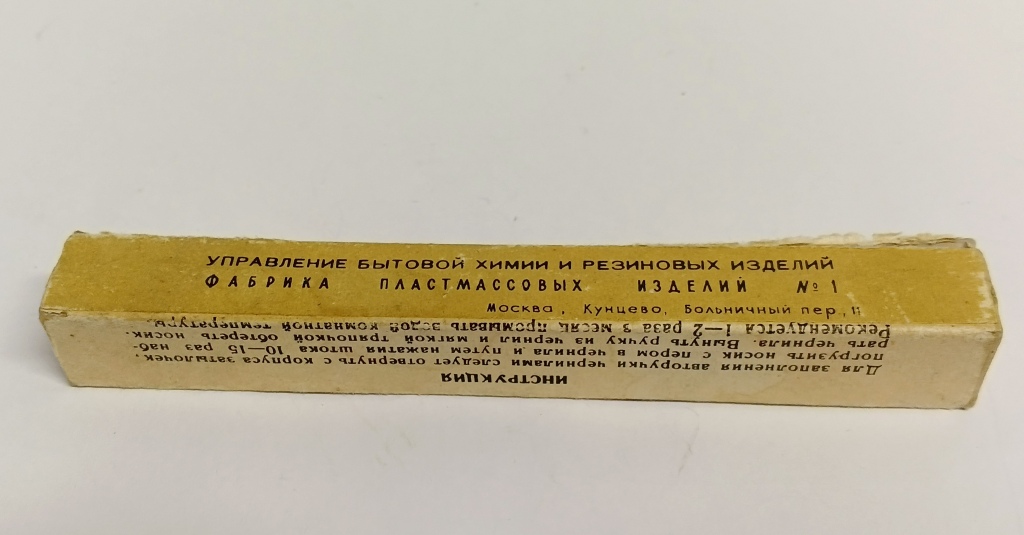 УПРАВЛЕНИЕ БЫТОВОЙ ХИМИИ И РЕЗИНОВЫХ ИЗДЕЛИЙ
ФАБРИКА ПЛАСТМАССОВЫХ ИЗДЕЛИЙ № 1
Москва, Кунцево, Больничный пер, 11
ИНСТРУКЦИЯ
Для заполнения авторучки чернилами следует отвернуть с корпуса затылочек,
погрузить носик с пером в чернила и путем нажатия штока 10—15 раз наб-
рать чернила. Вынуть ручку из чернил и мягкой тряпочкой обтереть носик.
Рекомендуется 1—2 раза з месяц промывать водой комнатной температуры.